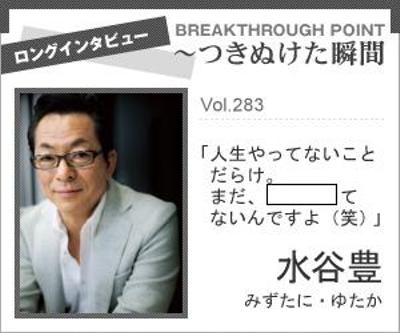 ロングインタビュー
BREAKTHROUGH POINT
～つきぬけた瞬間
Vol.283
「人生やってないこと
だらけ。
まだ、 て
ないんですよ（笑）」
水谷豊
みずたに・ゆたか